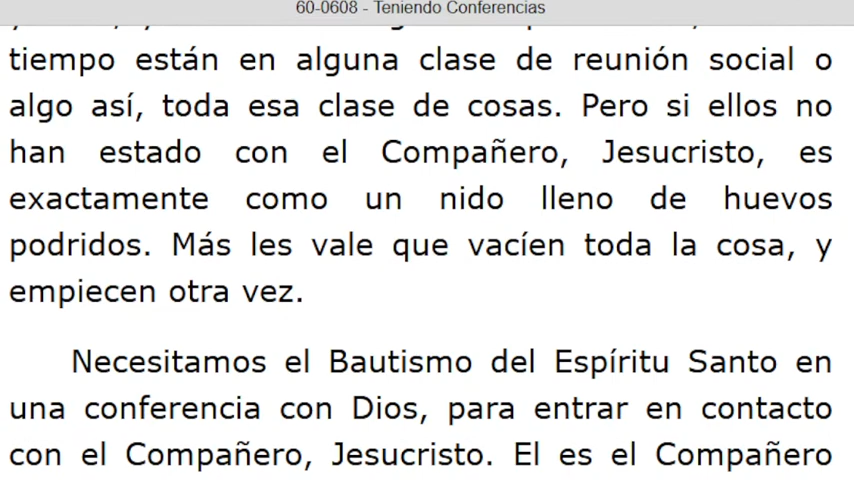 60-0608 - Teniendo Conferencias
tiempo están en alguna clase de reunión social o
algo así, toda esa clase de cosas. Pero si ellos no
han estado con el Compañero, Jesucristo, es
exactamente como un nido lleno de huevos
podridos. Más les vale que vacíen toda la cosa, y
empiecen otra vez.
Necesitamos el Bautismo del Espíritu Santo en
una conferencia con Dios, para entrar en contacto
con el Compañero, Jesucristo. El es el Compañero